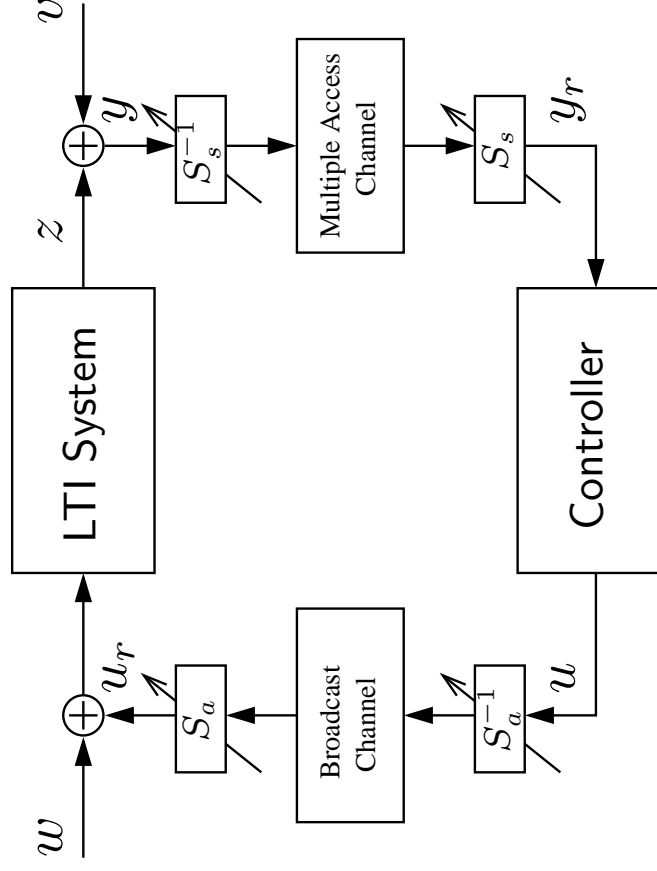 w
+
LTI System
z
+
v
u_r
y
S_a
S_s^{-1}
Broadcast
Channel
Multiple Access
Channel
S_a^{-1}
S_s
u
y_r
Controller